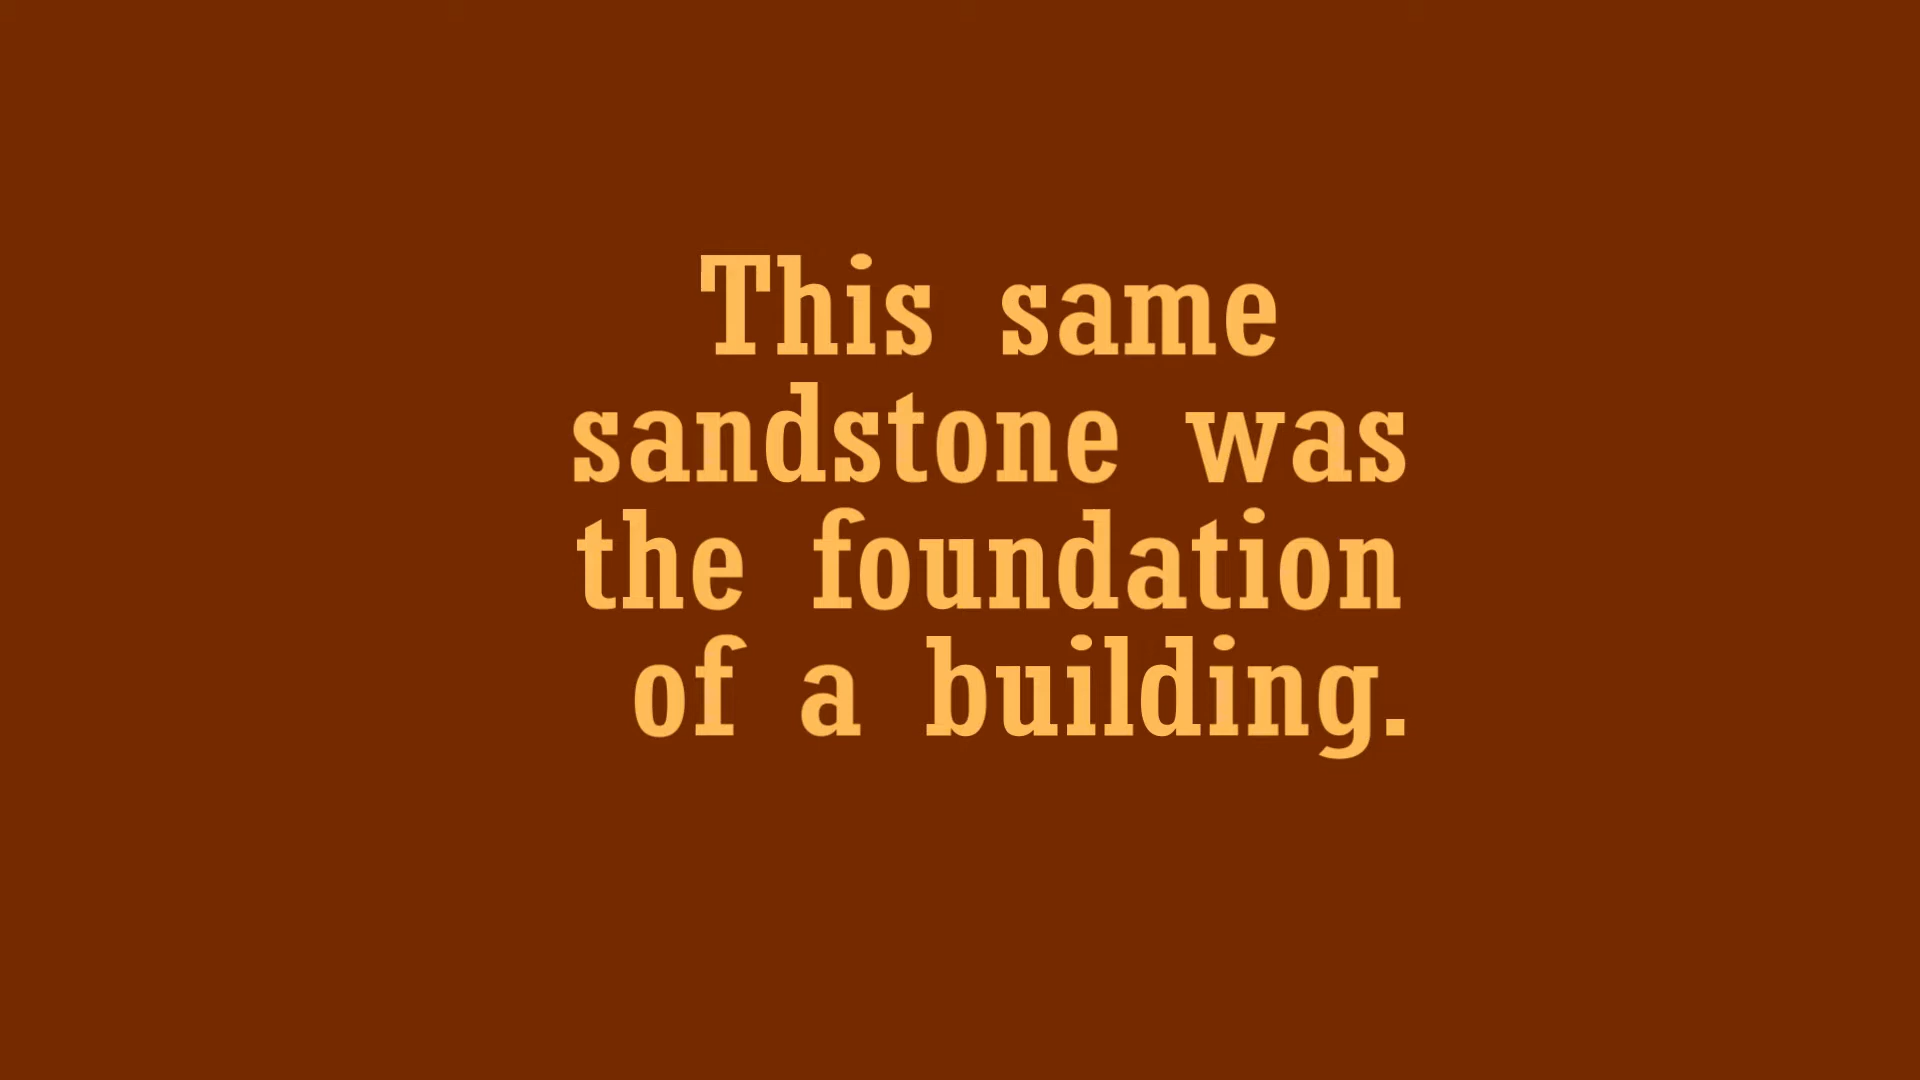 This same
sandstone was
the foundation
of a building.